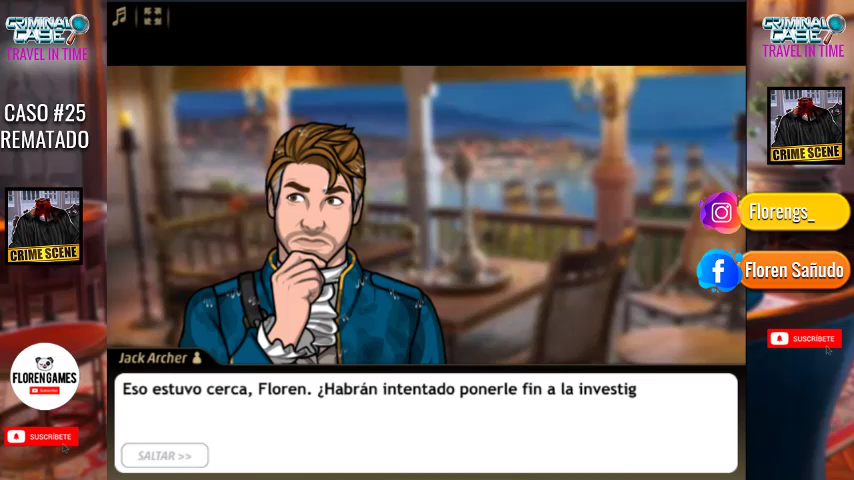 CRIMINAL CASE
TRAVEL IN TIME
CASO #25
REMATADO
CRIME SCENE
FLOREN GAMES
SUSCRÍBETE
Jack Archer
Eso estuvo cerca, Floren. ¿Habrán intentado ponerle fin a la investig
SALTAR >>
CRIMINAL CASE
TRAVEL IN TIME
CRIME SCENE
Florengs_
Floren Sañudo
SUSCRÍBETE